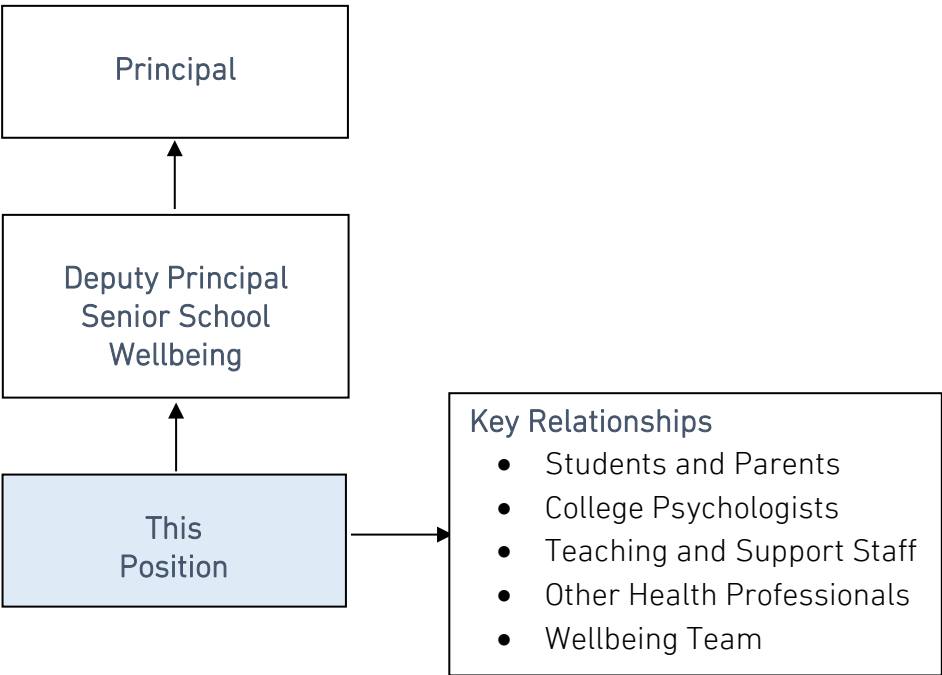 Principal
Deputy Principal
Senior School
Wellbeing
This
Position
Key Relationships
• Students and Parents
• College Psychologists
• Teaching and Support Staff
• Other Health Professionals
• Wellbeing Team